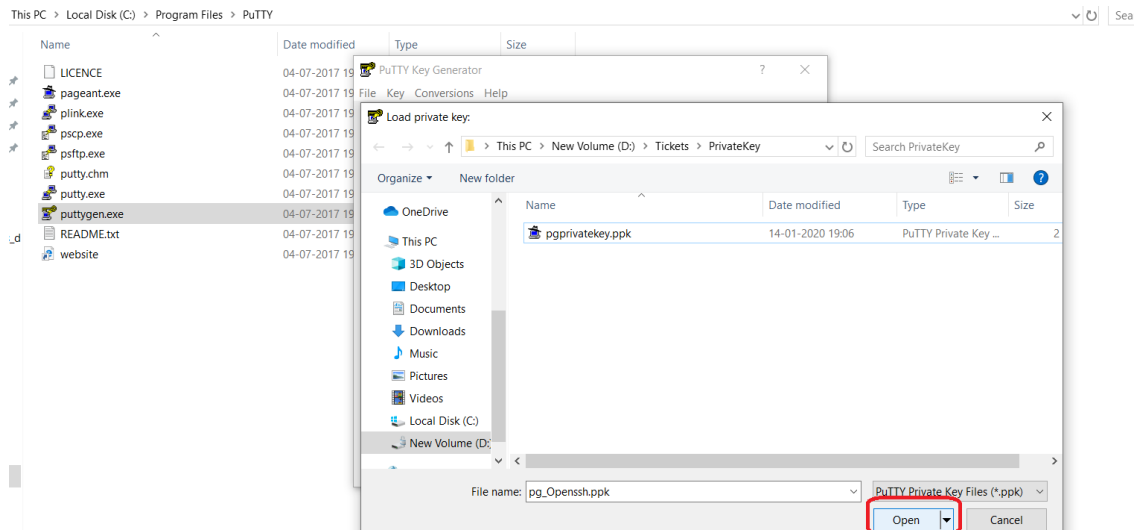 This PC > Local Disk (C:) > Program Files > PuTTY
Sea
Name Date modified Type Size
LICENCE 04-07-2017 19
pageant.exe 04-07-2017 19
plink.exe 04-07-2017 19
pscp.exe 04-07-2017 19
psftp.exe 04-07-2017 19
putty.chm 04-07-2017 19
putty.exe 04-07-2017 19
puttygen.exe 04-07-2017 19
README.txt 04-07-2017 19
website 04-07-2017 19
_d
PuTTY Key Generator ?
File Key Conversions Help
Load private key:
This PC > New Volume (D:) > Tickets > PrivateKey
Search PrivateKey
Organize New folder ?
OneDrive
This PC
3D Objects
Desktop
Documents
Downloads
Music
Pictures
Videos
Local Disk (C:)
New Volume (D:
Name Date modified Type Size
pgprivatekey.ppk 14-01-2020 19:06 PuTTY Private Key ... 2
File name: pg_Openssh.ppk PuTTY Private Key Files (*.ppk)
Open Cancel